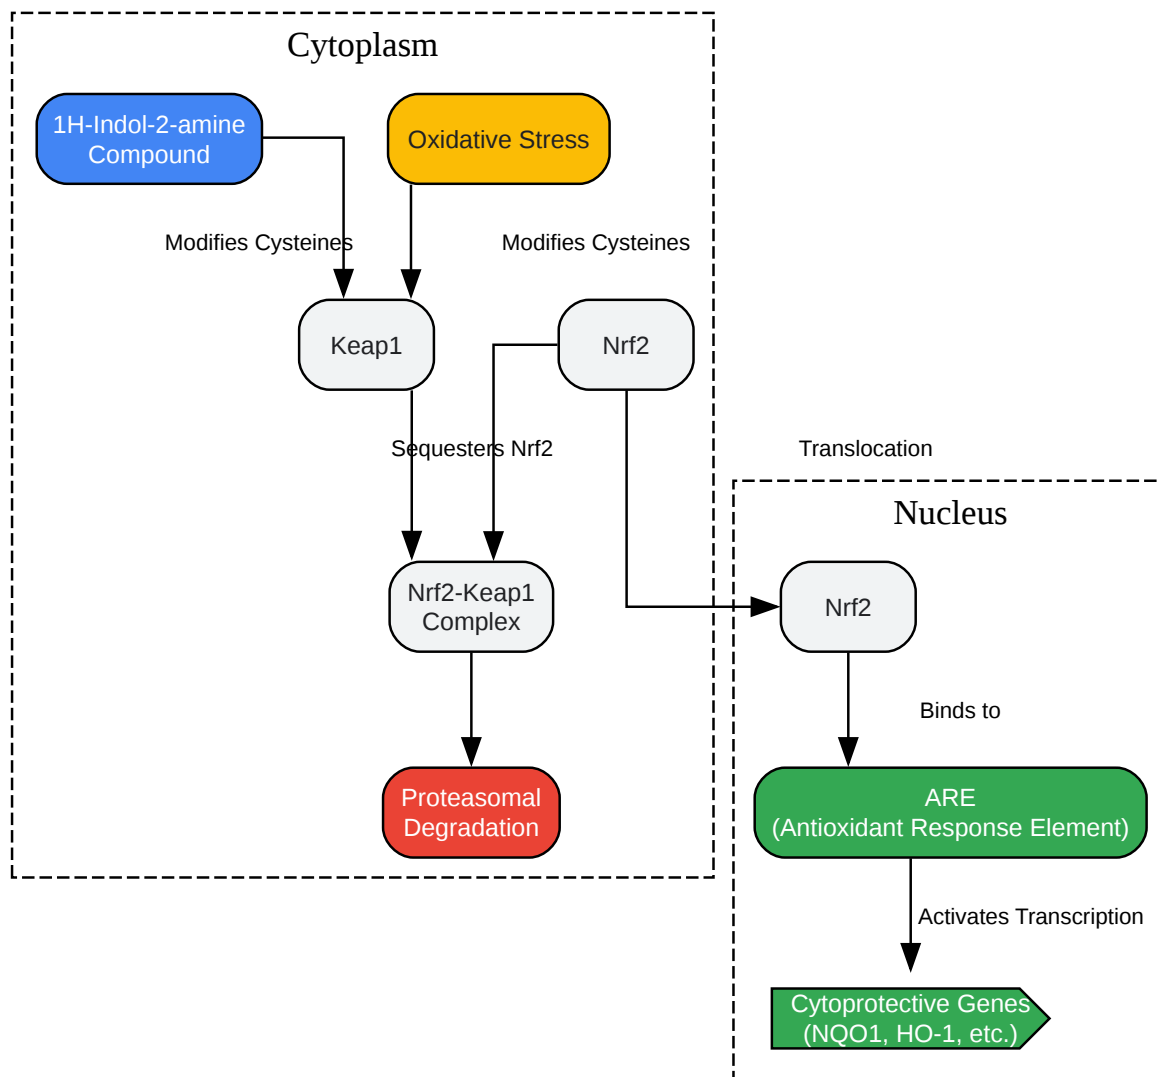 Cytoplasm
1H-Indol-2-amine
Compound
Oxidative Stress
Modifies Cysteines
Modifies Cysteines
Keap1
Nrf2
Sequesters Nrf2
Translocation
Nucleus
Nrf2-Keap1
Complex
Nrf2
Binds to
Proteasomal
Degradation
ARE
(Antioxidant Response Element)
Activates Transcription
Cytoprotective Genes
(NQO1, HO-1, etc.)